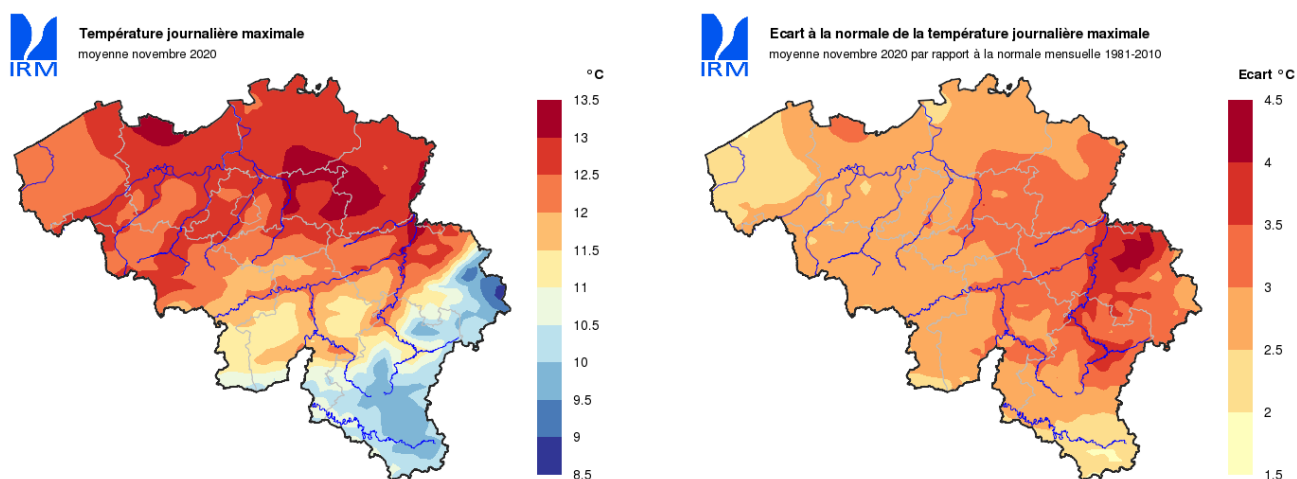 IRM
Température journalière maximale
moyenne novembre 2020
°C
13.5
13
12.5
12
11.5
11
10.5
10
9.5
9
8.5
IRM
Ecart à la normale de la température journalière maximale
moyenne novembre 2020 par rapport à la normale mensuelle 1981-2010
Ecart °C
4.5
4
3.5
3
2.5
2
1.5